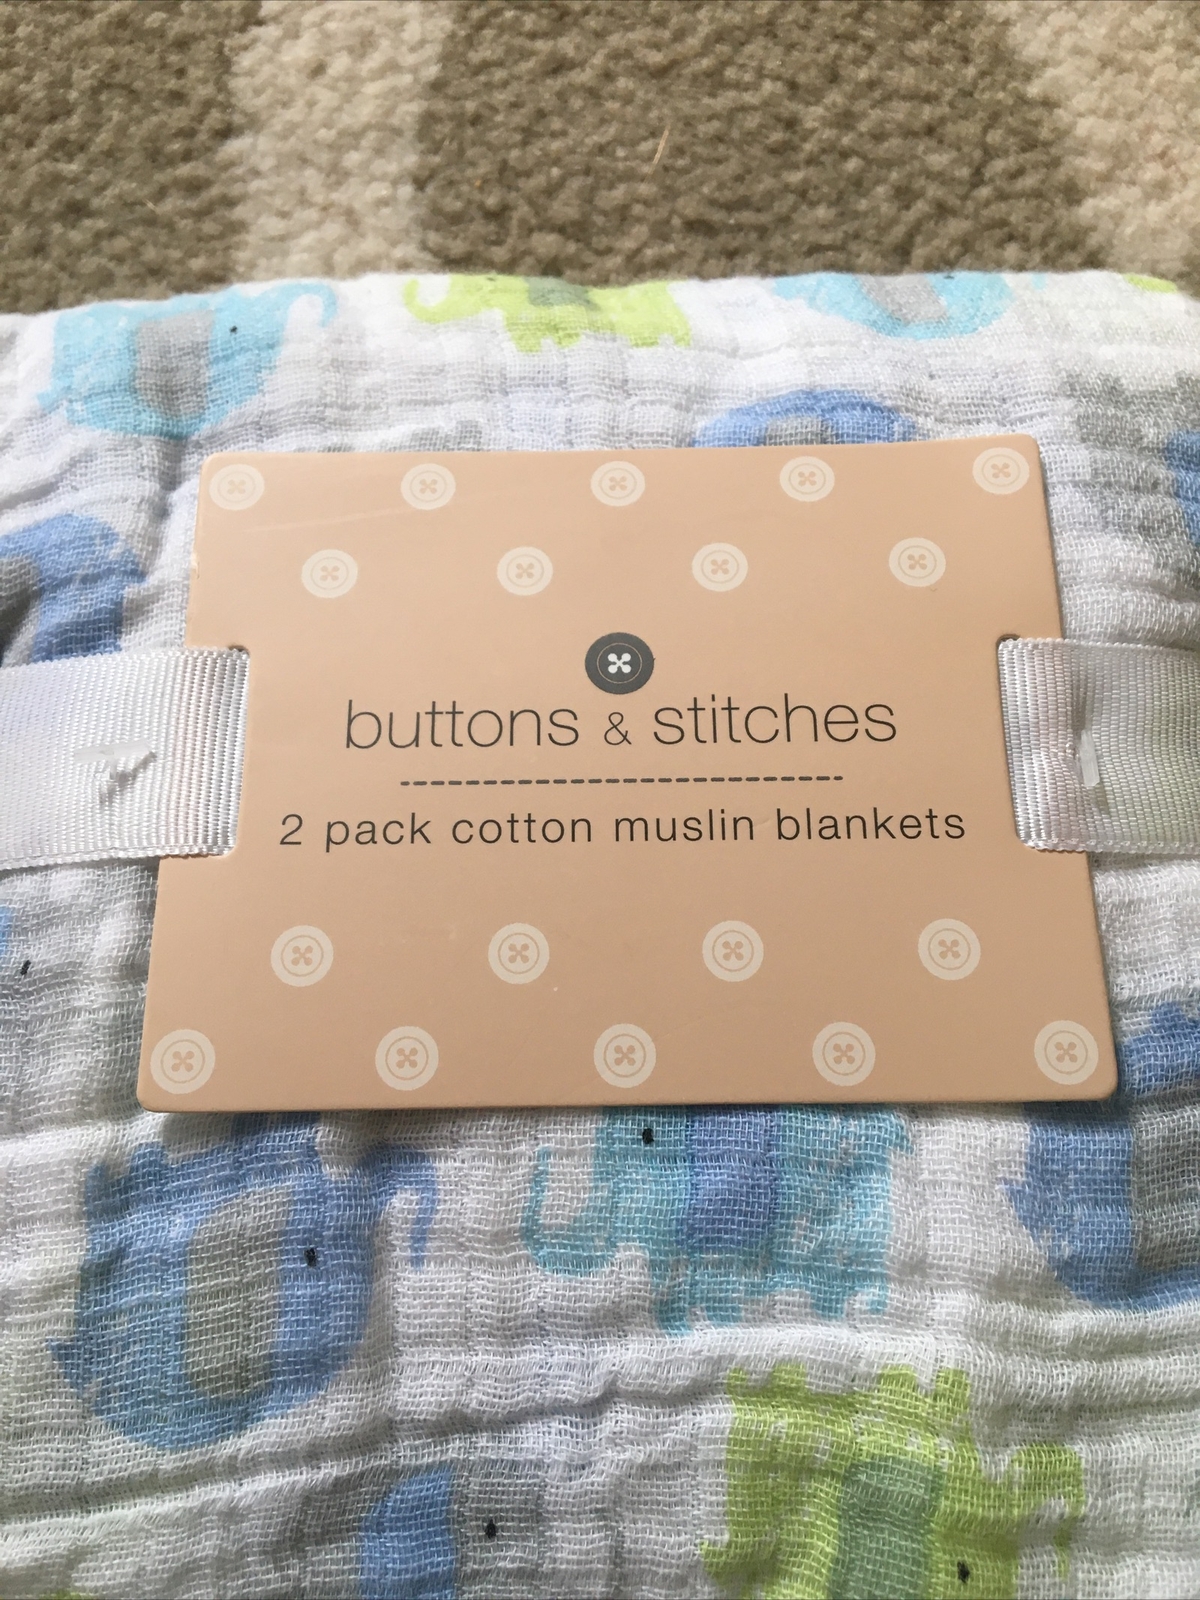 buttons & stitches
2 pack cotton muslin blankets